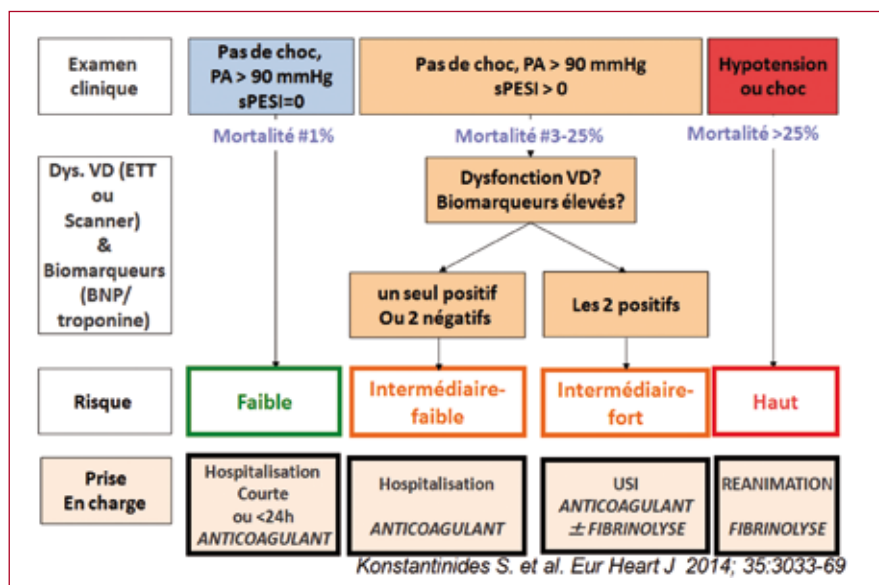 Examen
clinique
Pas de choc,
PA > 90 mmHg
sPESI=0
Pas de choc, PA > 90 mmHg
sPESI > 0
Hypotension
ou choc
Mortalité #1%
Mortalité #3-25%
Mortalité >25%
Dys. VD (ETT
ou
Scanner)
&
Biomarqueurs
(BNP/
troponine)
Dysfonction VD?
Biomarqueurs élevés?
un seul positif
Ou 2 négatifs
Les 2 positifs
Risque
Faible
Intermédiaire-
faible
Intermédiaire-
fort
Haut
Prise
En charge
Hospitalisation
Courte
ou <24h
ANTICOAGULANT
Hospitalisation
ANTICOAGULANT
USI
ANTICOAGULANT
± FIBRINOLYSE
REANIMATION
FIBRINOLYSE
Konstantinides S. et al. Eur Heart J 2014; 35:3033-69